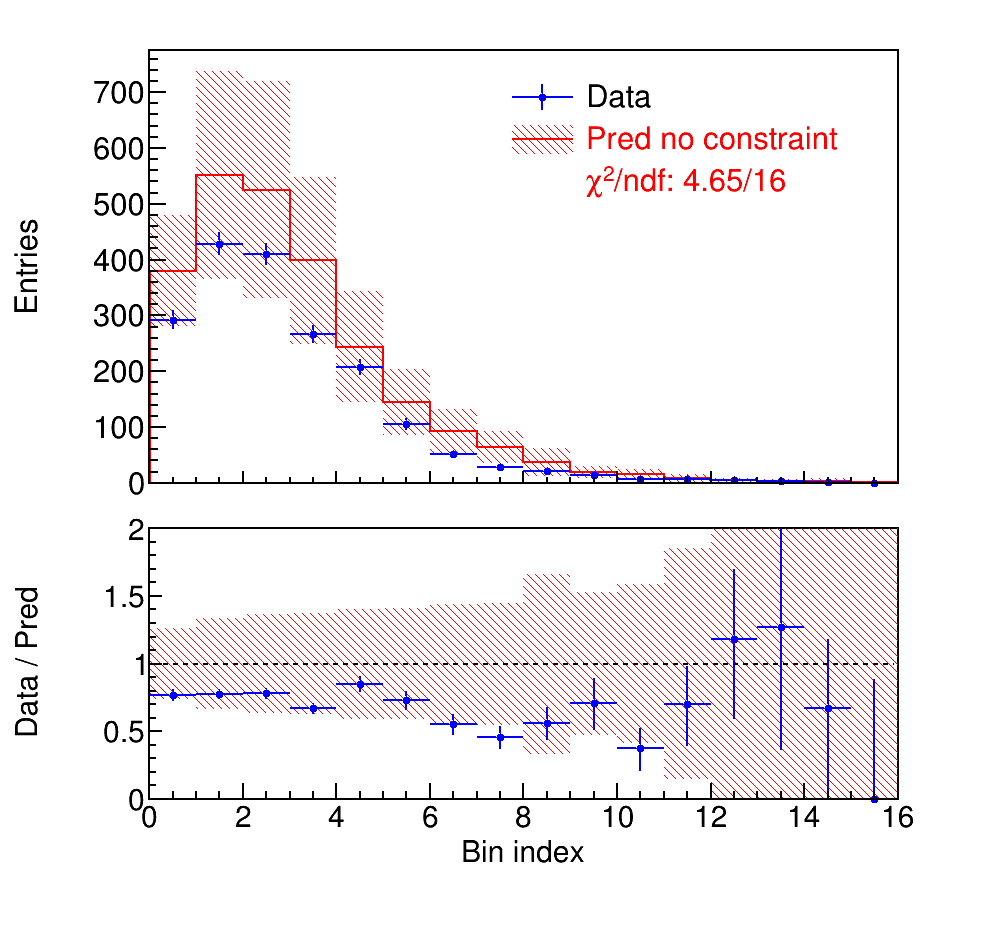 Data
Pred no constraint
χ²/ndf: 4.65/16
Entries
700
600
500
400
300
200
100
0
Data / Pred
2
1.5
1
0.5
0
0 2 4 6 8 10 12 14 16
Bin index